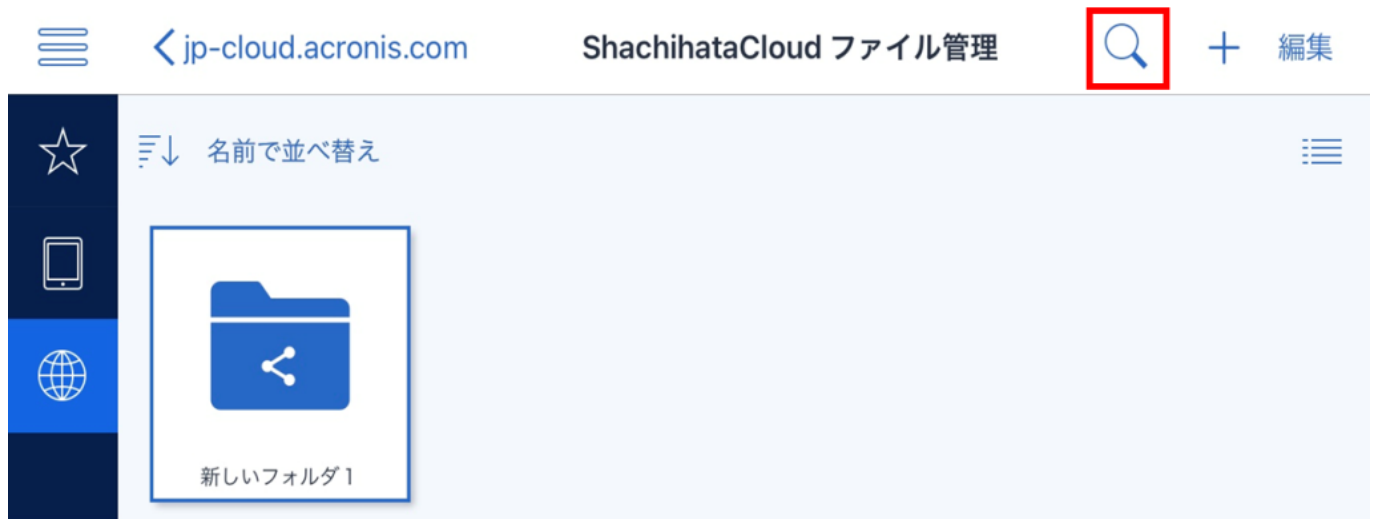 jp-cloud.acronis.com
ShachihataCloud ファイル管理
編集
名前で並べ替え
新しいフォルダ 1